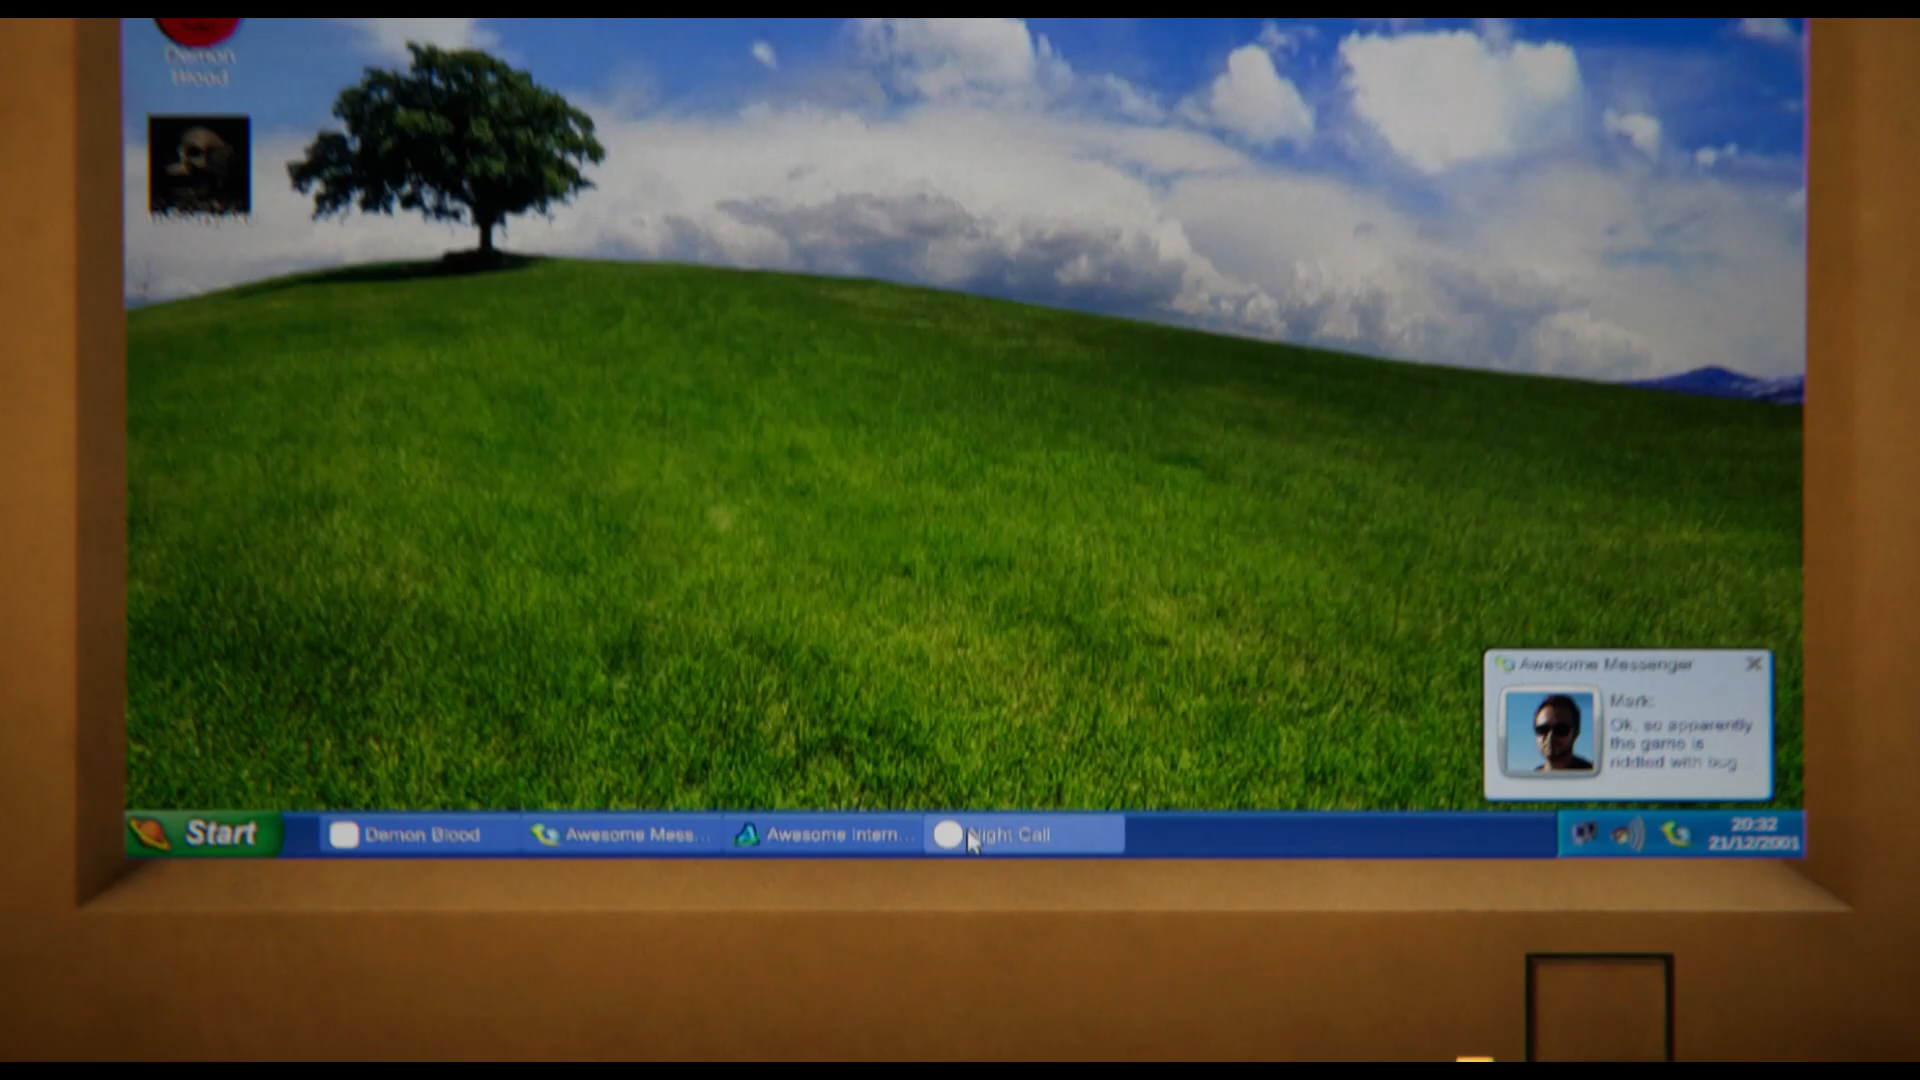 Demon
Blood
Awesome Messenger
Mark:
Ok, so apparently
the game is
riddled with bug...
Start
Demon Blood
Awesome Mess...
Awesome Intern...
Night Call
20:32
21/12/2001